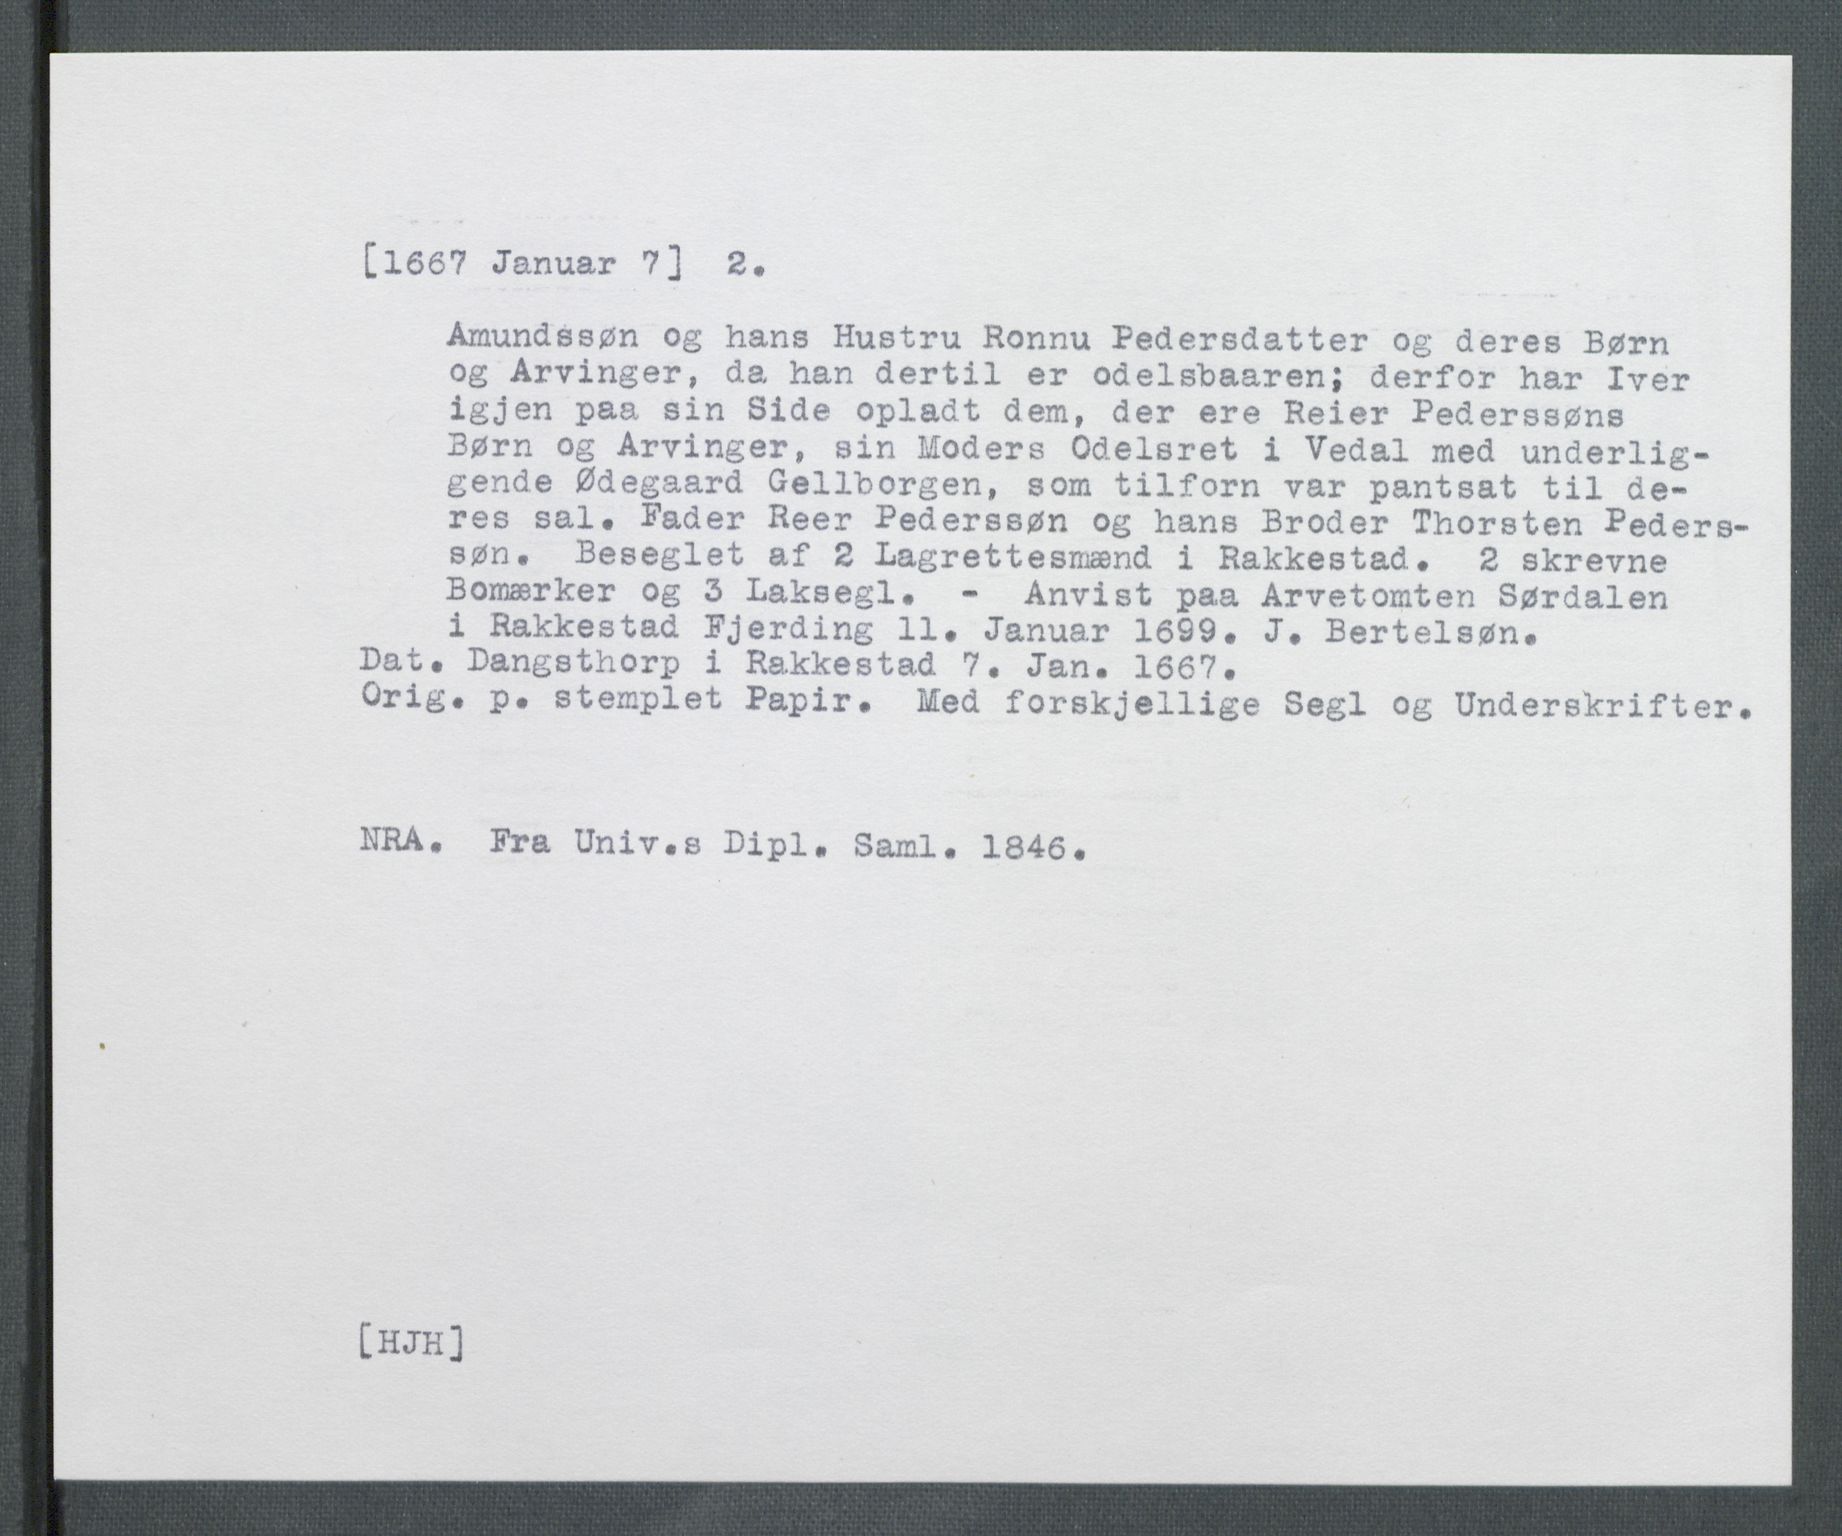 [1667 Januar 7] 2.
Amundssøn og hans Hustru Ronnu Pedersdatter og deres Børn
og Arvinger, da han dertil er odelsbaaren; derfor har Iver
igjen paa sin Side opladt dem, der ere Reier Pederssøns
Børn og Arvinger, sin Moders Odelsret i Vedal med underlig-
gende Ødegaard Gellborgen, som tilforn var pantsat til de-
res sal. Fader Reer Pederssøn og hans Broder Thorsten Peders-
søn. Beseglet af 2 Lagrettesmænd i Rakkestad. 2 skrevne
Bomærker og 3 Laksegl. - Anvist paa Arvetomten Sørdalen
i Rakkestad Fjerding 11. Januar 1699. J. Bertelsøn.
Dat. Dangsthorp i Rakkestad 7. Jan. 1667.
Orig. p. stemplet Papir. Med forskjellige Segl og Underskrifter.
NRA. Fra Univ.s Dipl. Saml. 1846.
[HJH]